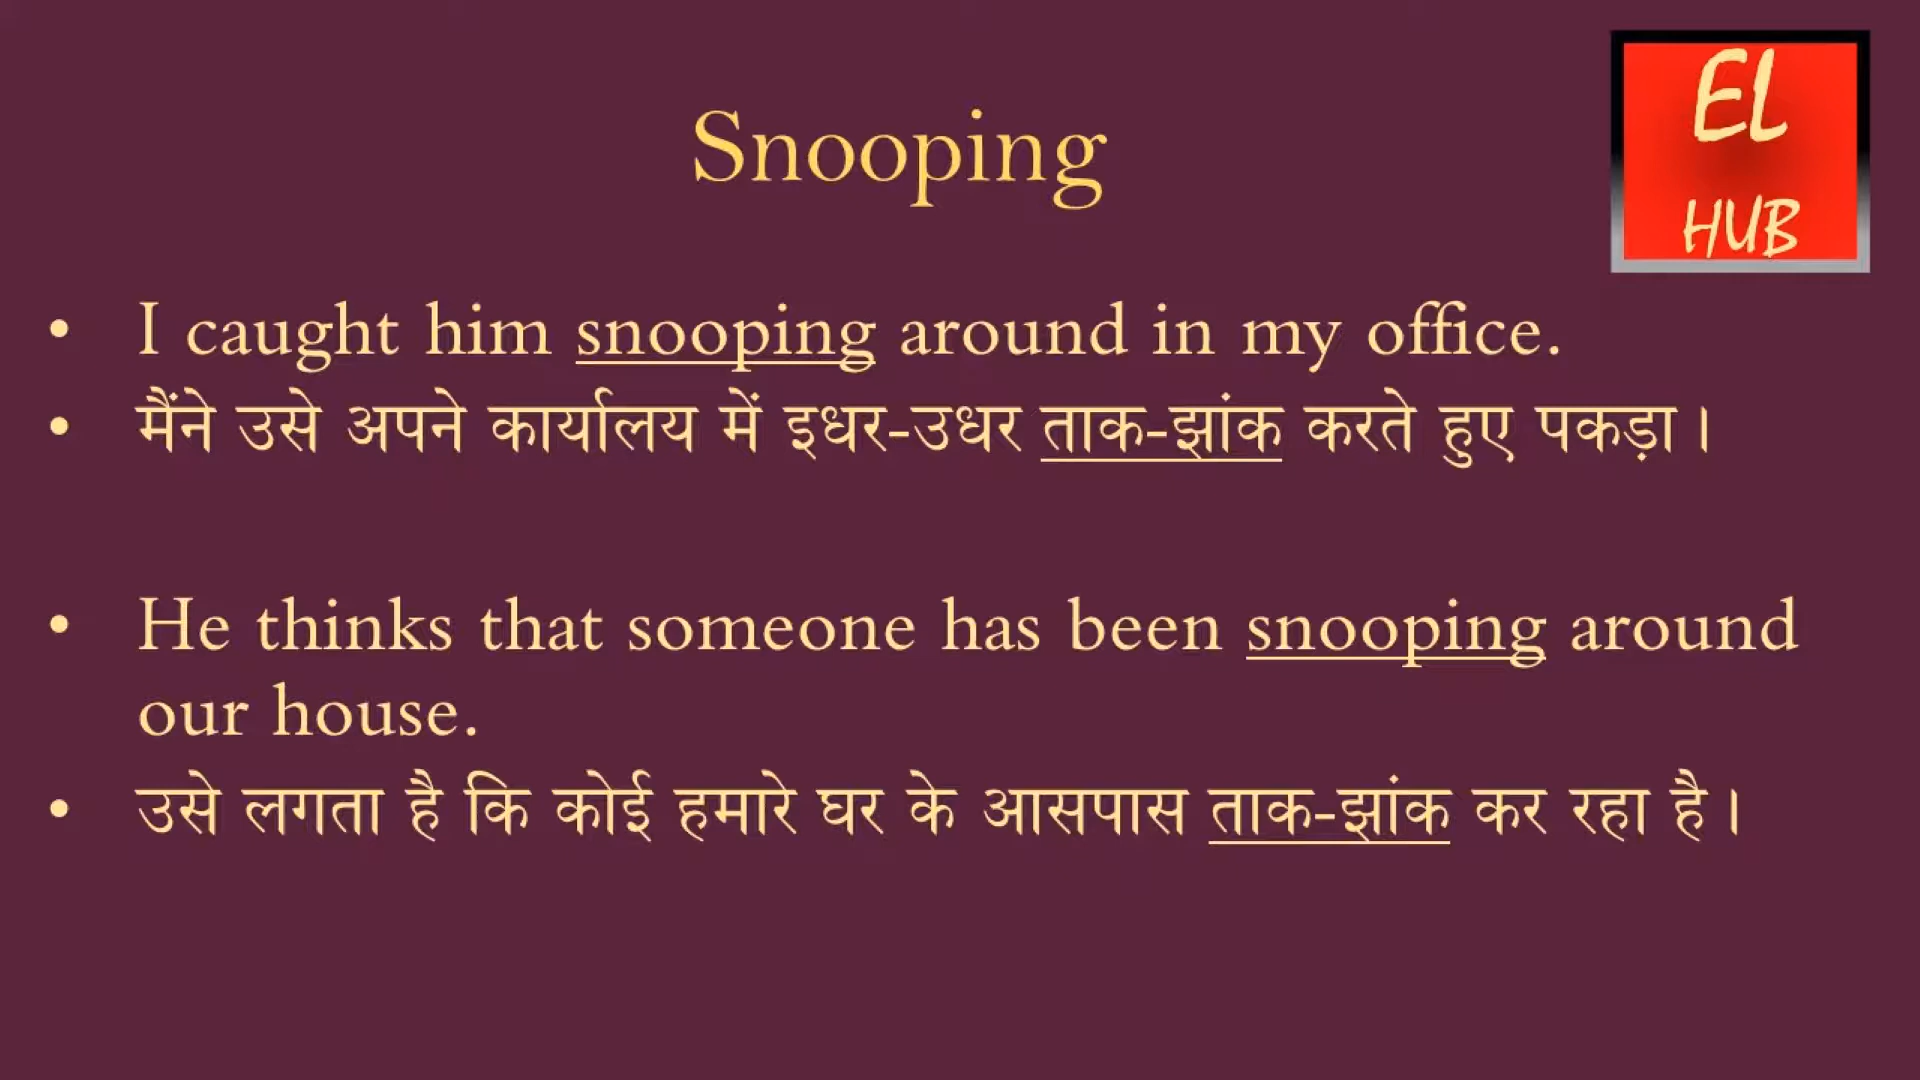 EL
HUB
Snooping
• I caught him snooping around in my office.
• मैंने उसे अपने कार्यालय में इधर-उधर ताक-झांक करते हुए पकड़ा।
• He thinks that someone has been snooping around
our house.
• उसे लगता है कि कोई हमारे घर के आसपास ताक-झांक कर रहा है।